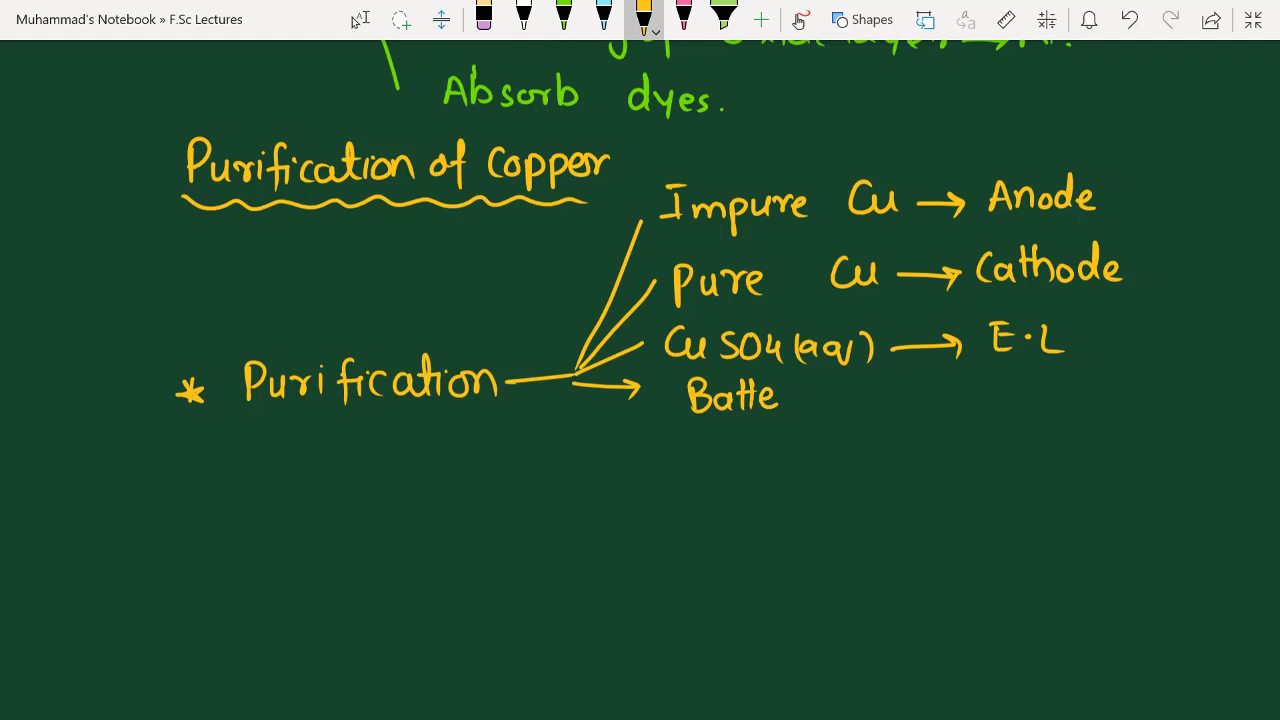 Muhammad's Notebook » F.Sc Lectures
Shapes
Absorb dyes.
Purification of Copper
Impure Cu → Anode
Pure Cu → Cathode
CuSO4 (aq) → E.L
* Purification
Batte